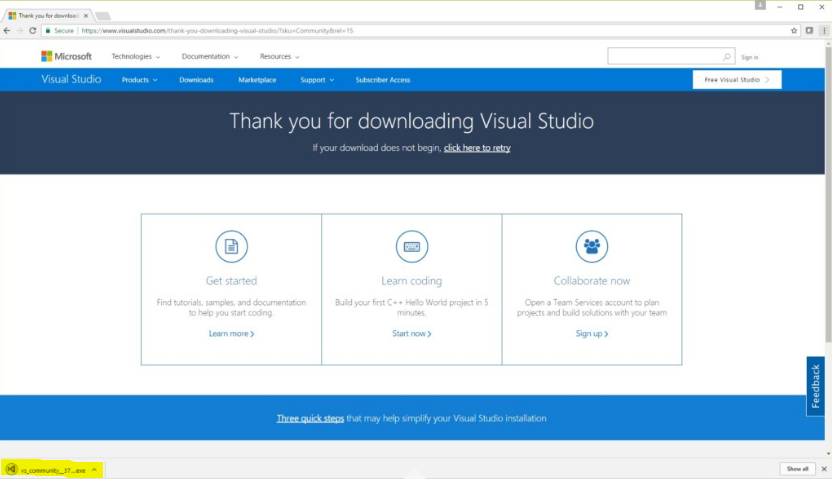 Thank you for download
Secure | https://www.visualstudio.com/thank-you-downloading-visual-studio/?sku=Community&rel=15
Microsoft Technologies Documentation Resources Sign in
Visual Studio Products Downloads Marketplace Support Subscriber Access Free Visual Studio
Thank you for downloading Visual Studio
If your download does not begin, click here to retry
Get started
Find tutorials, samples, and documentation
to help you start coding.
Learn more
Learn coding
Build your first C++ Hello World project in 5
minutes.
Start now
Collaborate now
Open a Team Services account to plan
projects and build solutions with your team
Sign up
Feedback
Three quick steps that may help simplify your Visual Studio installation
vs_community__37....exe Show all